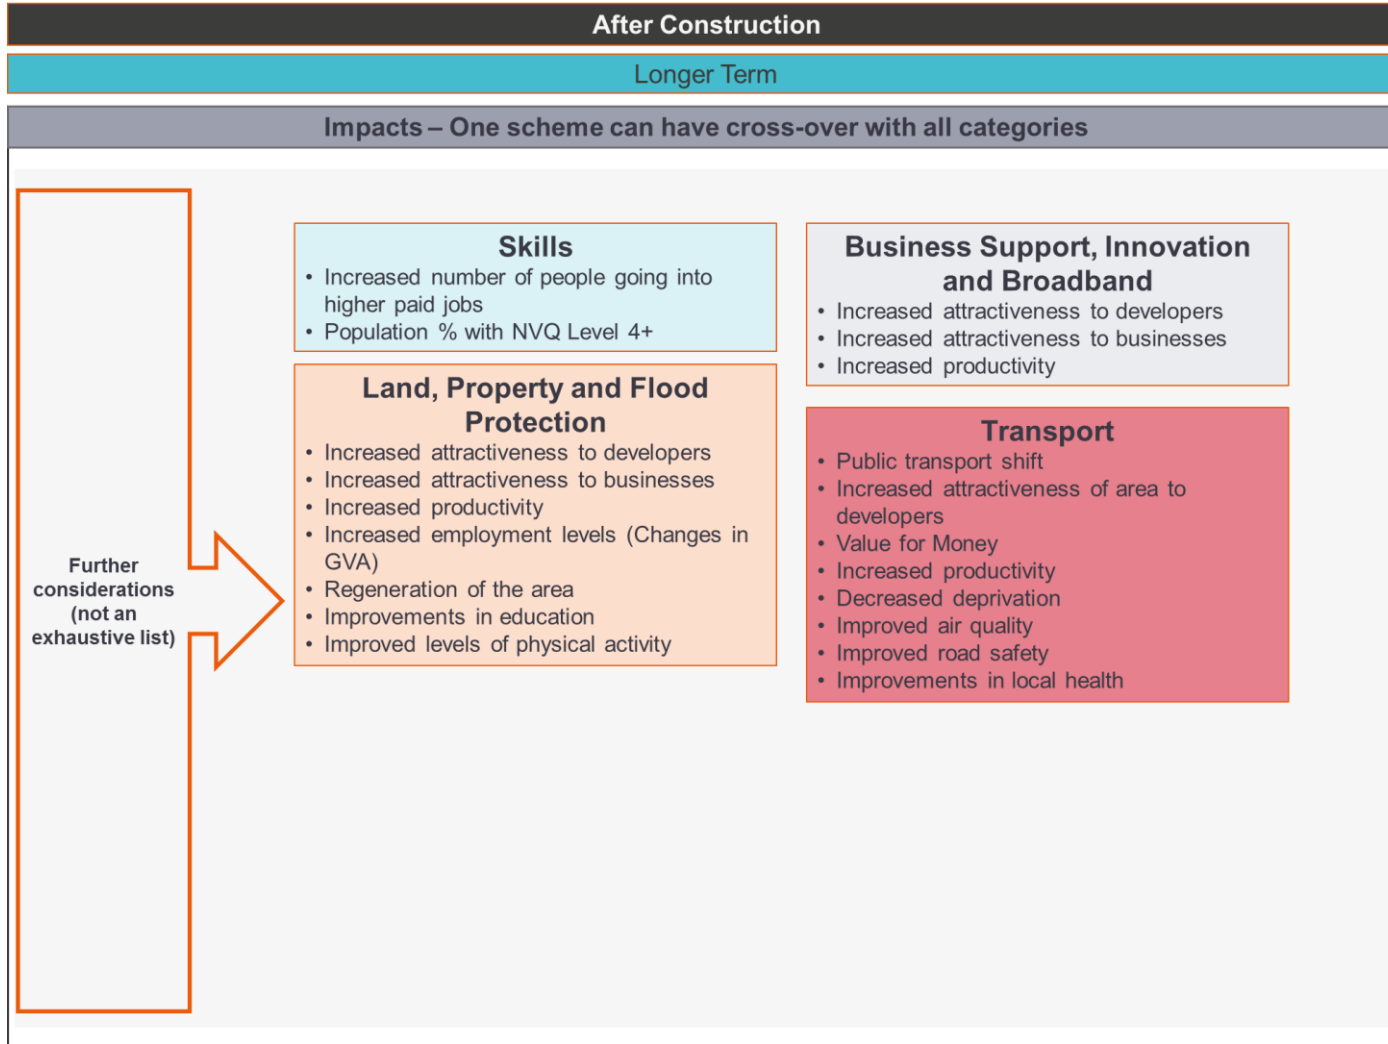 After Construction
Longer Term
Impacts – One scheme can have cross-over with all categories
Further
considerations
(not an
exhaustive list)
Skills
• Increased number of people going into
higher paid jobs
• Population % with NVQ Level 4+
Land, Property and Flood
Protection
• Increased attractiveness to developers
• Increased attractiveness to businesses
• Increased productivity
• Increased employment levels (Changes in
GVA)
• Regeneration of the area
• Improvements in education
• Improved levels of physical activity
Business Support, Innovation
and Broadband
• Increased attractiveness to developers
• Increased attractiveness to businesses
• Increased productivity
Transport
• Public transport shift
• Increased attractiveness of area to
developers
• Value for Money
• Increased productivity
• Decreased deprivation
• Improved air quality
• Improved road safety
• Improvements in local health